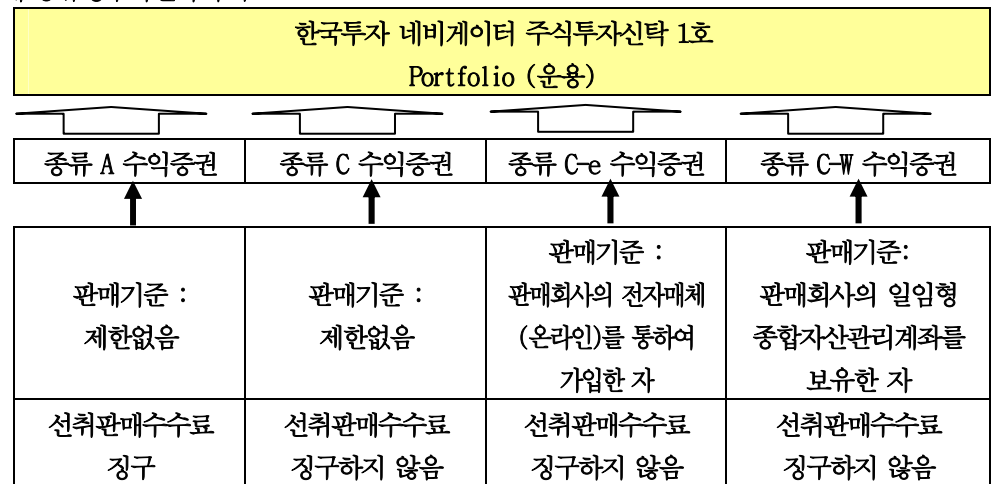 한국투자 네비게이터 주식투자신탁 1호
Portfolio (운용)
종류 A 수익증권
종류 C 수익증권
종류 C-e 수익증권
종류 C-W 수익증권
판매기준 :
제한없음
판매기준 :
제한없음
판매기준 :
판매회사의 전자매체
(온라인)를 통하여
가입한 자
판매기준:
판매회사의 일임형
종합자산관리계좌를
보유한 자
선취판매수수료
징구
선취판매수수료
징구하지 않음
선취판매수수료
징구하지 않음
선취판매수수료
징구하지 않음